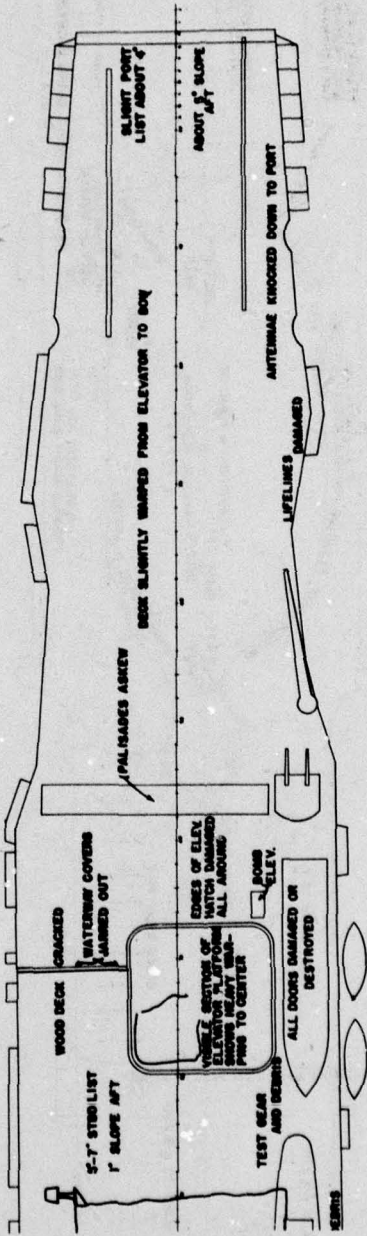 SLIGHT PORT
LIST ABOUT 4°
ABOUT 5° SLOPE
AFT
ANTENNAE KNOCKED DOWN TO PORT
DECK SLIGHTLY WARPED FROM ELEVATOR TO BOW
LIFELINES
DAMAGED
PALISADES ASKEW
CRACKED
WATERWAY COVERS
JARRED OUT
WOOD DECK
EDGES OF ELEV.
HATCH DAMAGED
ALL AROUND
BOMB
ELEV.
VISIBLE SECTION OF
ELEVATOR PLATFORM
SHOWS HEAVY WAR-
PING TO CENTER
ALL DOORS DAMAGED OR
DESTROYED
5°-7° STBD LIST
1° SLOPE AFT
TEST GEAR
AND DEBRIS
DEBRIS